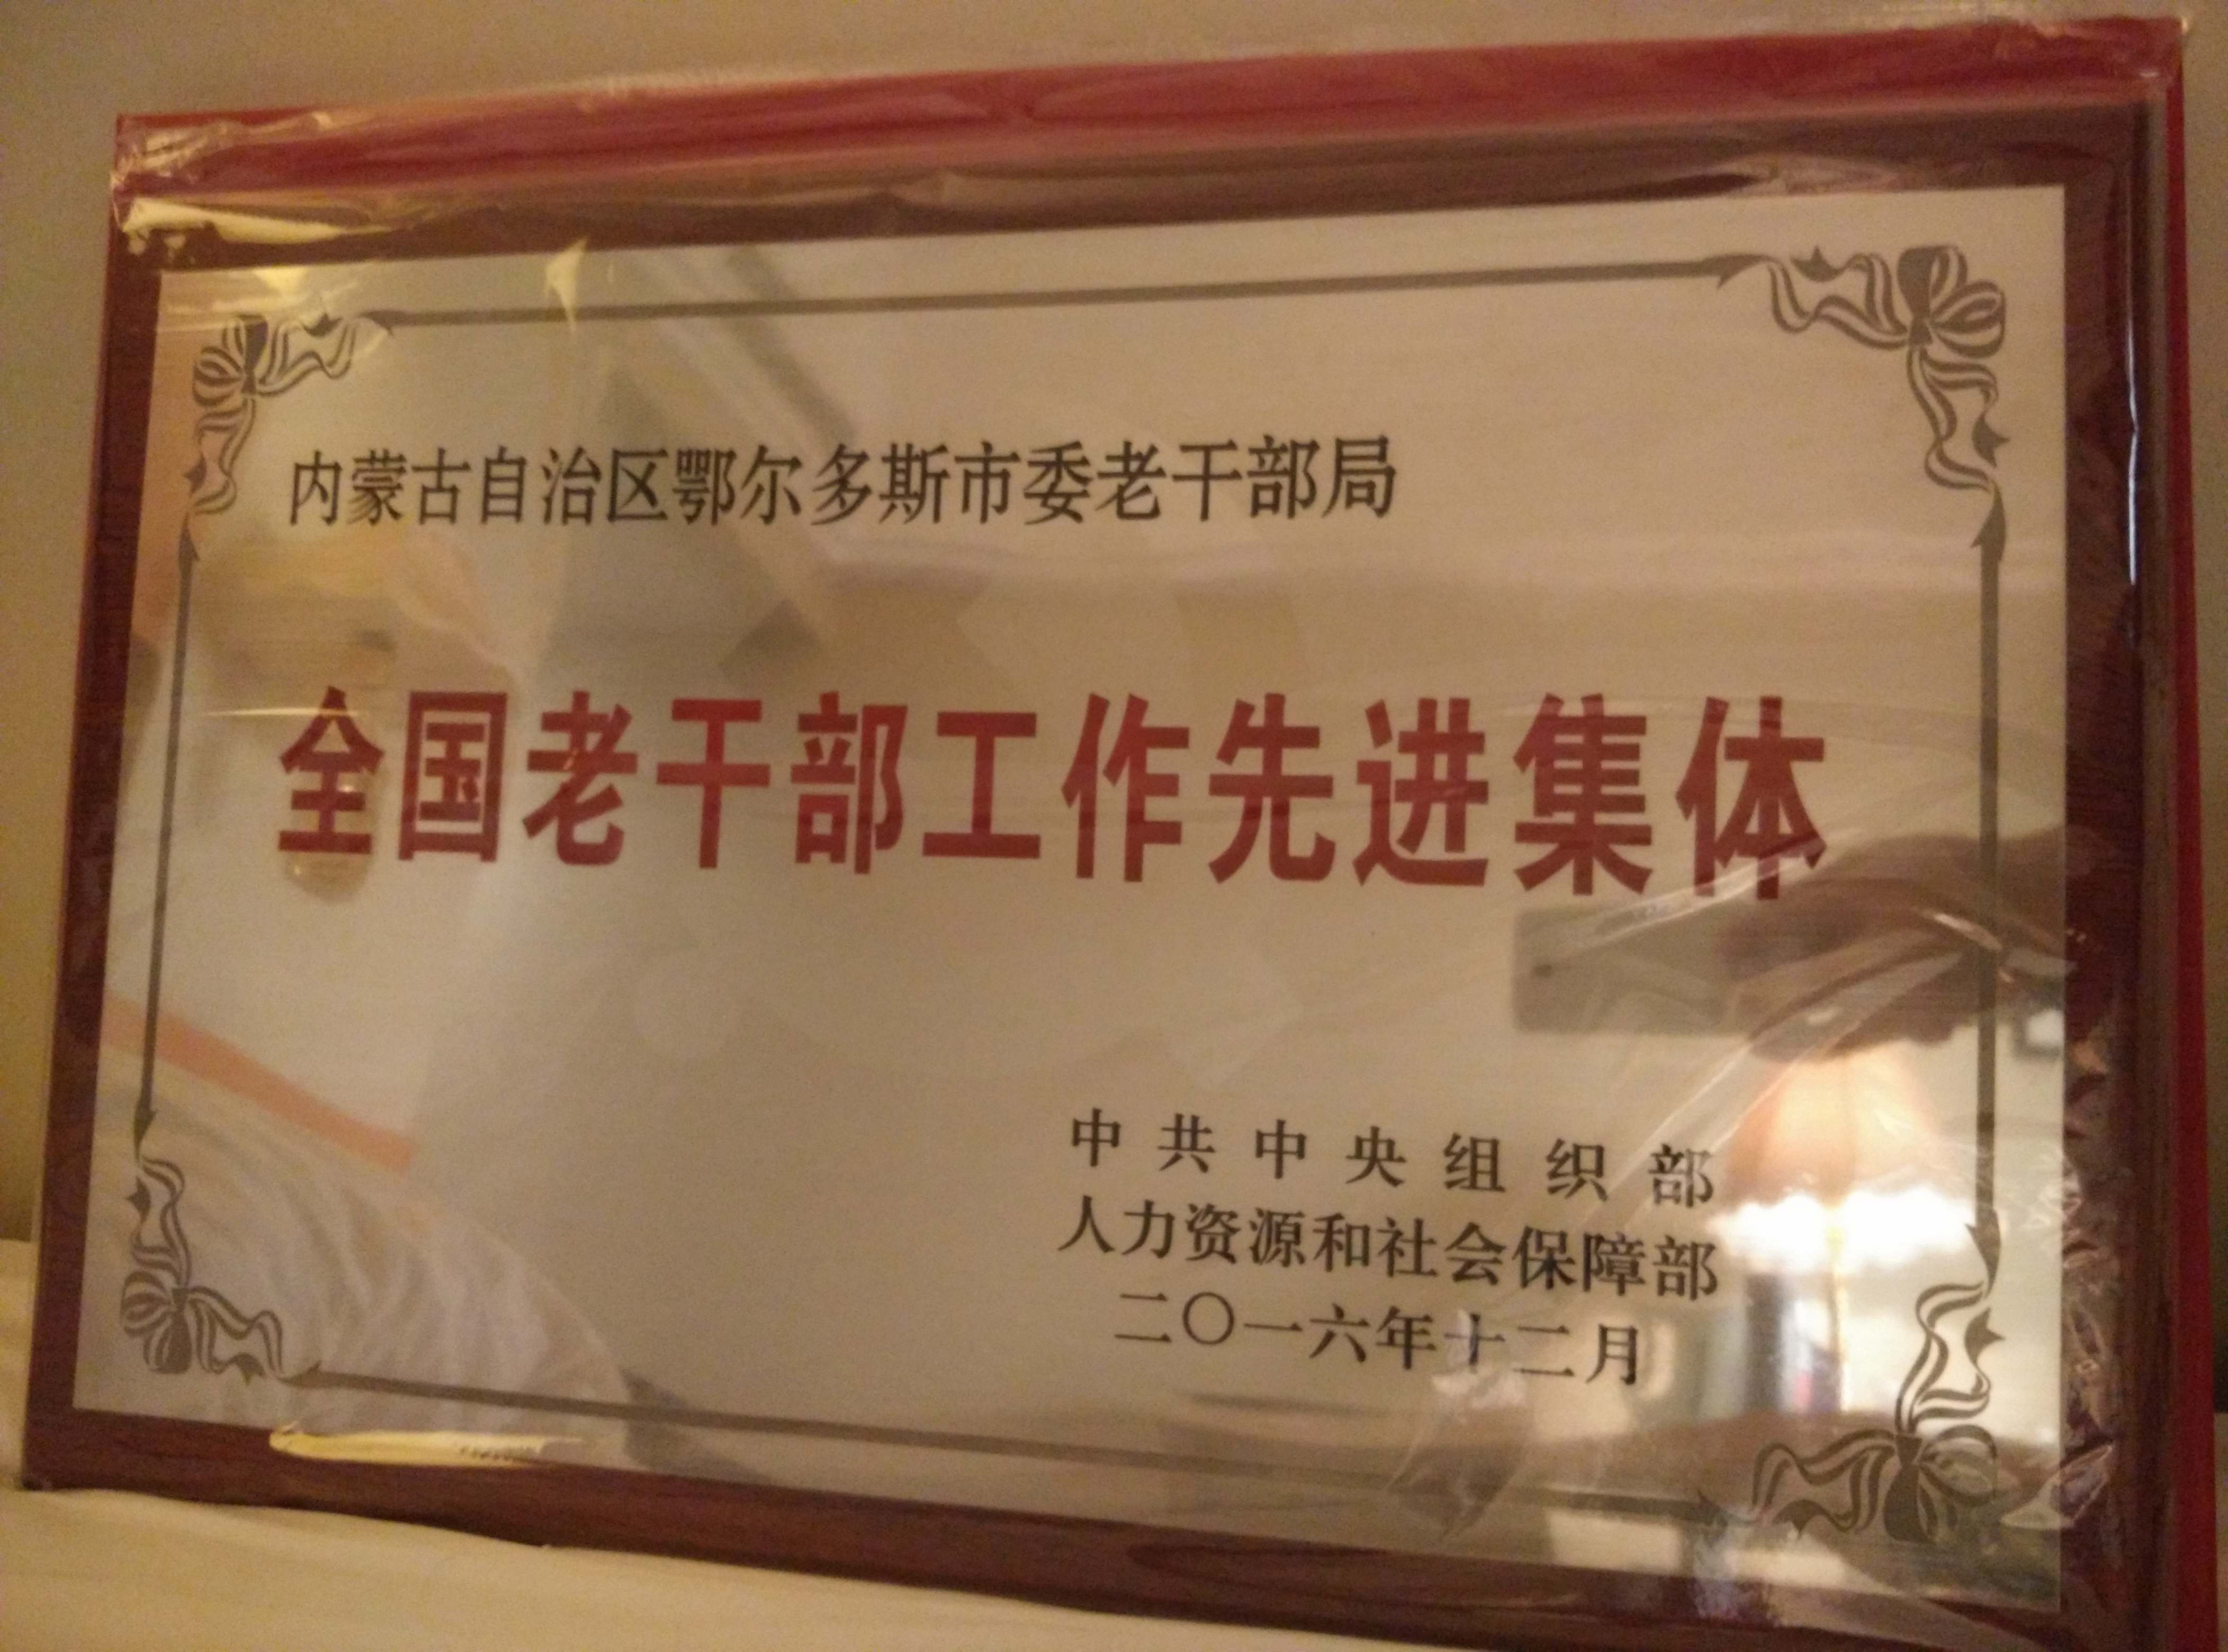 内蒙古自治区鄂尔多斯市委老干部局
全国老干部工作先进集体
中共中央组织部
人力资源和社会保障部
二〇一六年十二月